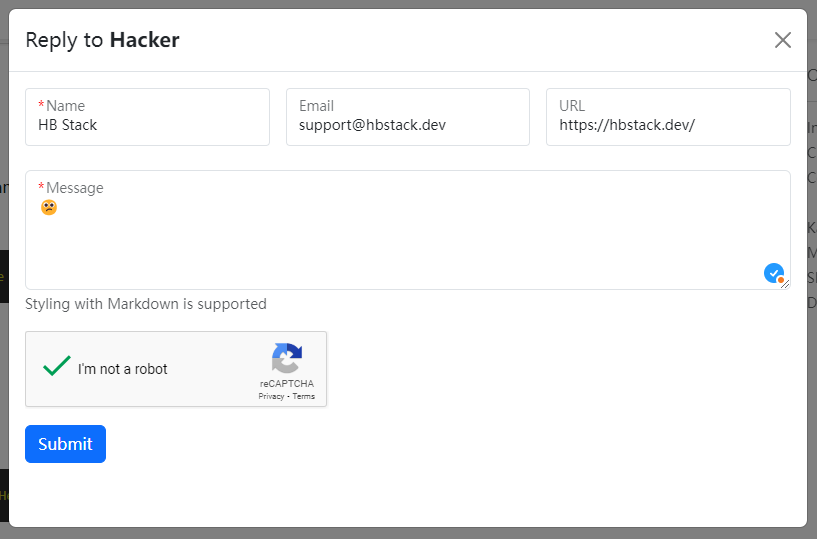 Reply to Hacker
*Name
HB Stack
Email
support@hbstack.dev
URL
https://hbstack.dev/
*Message
😟
Styling with Markdown is supported
I'm not a robot
reCAPTCHA
Privacy - Terms
Submit